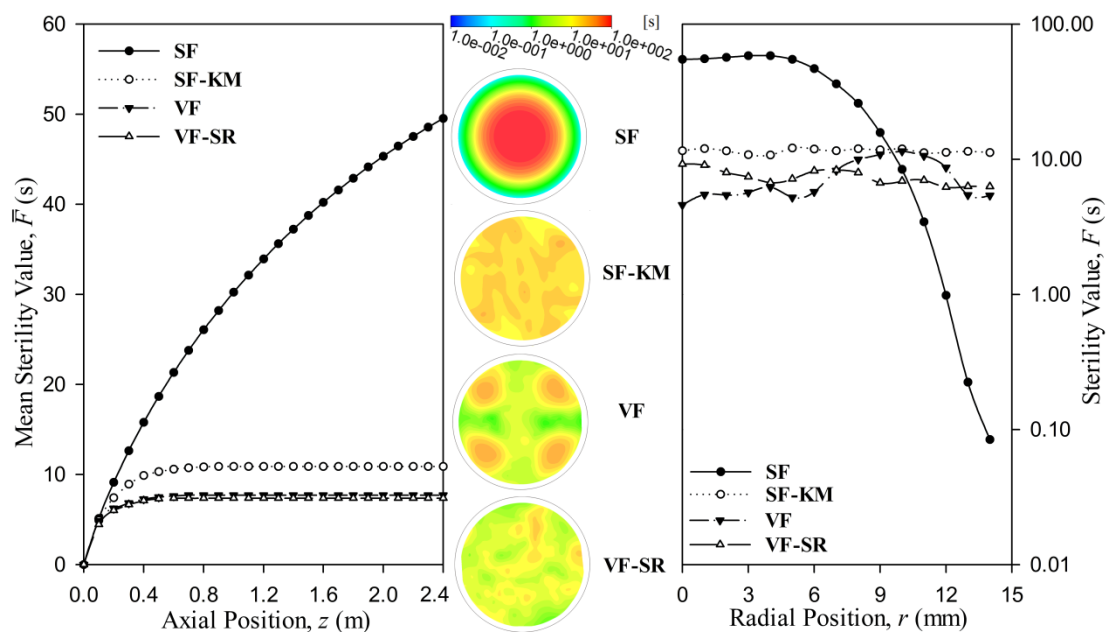 60
50
40
30
20
10
0
Mean Sterility Value, F̅ (s)
SF
SF-KM
VF
VF-SR
0.0 0.4 0.8 1.2 1.6 2.0 2.4
Axial Position, z (m)
[s]
1.0e-002 1.0e-001 1.0e+000 1.0e+001 1.0e+002
SF
SF-KM
VF
VF-SR
100.00
10.00
1.00
0.10
0.01
Sterility Value, F (s)
SF
SF-KM
VF
VF-SR
0 3 6 9 12 15
Radial Position, r (mm)